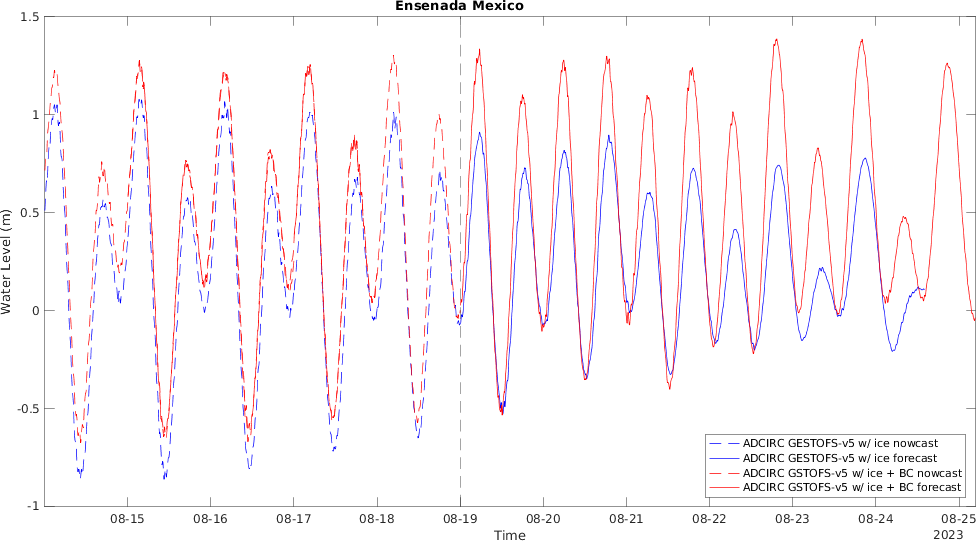 Ensenada Mexico
1.5
1
0.5
0
-0.5
-1
Water Level (m)
ADCIRC GESTOFS-v5 w/ ice nowcast
ADCIRC GESTOFS-v5 w/ ice forecast
ADCIRC GSTOFS-v5 w/ ice + BC nowcast
ADCIRC GSTOFS-v5 w/ ice + BC forecast
08-15 08-16 08-17 08-18 08-19 08-20 08-21 08-22 08-23 08-24 08-25
Time
2023